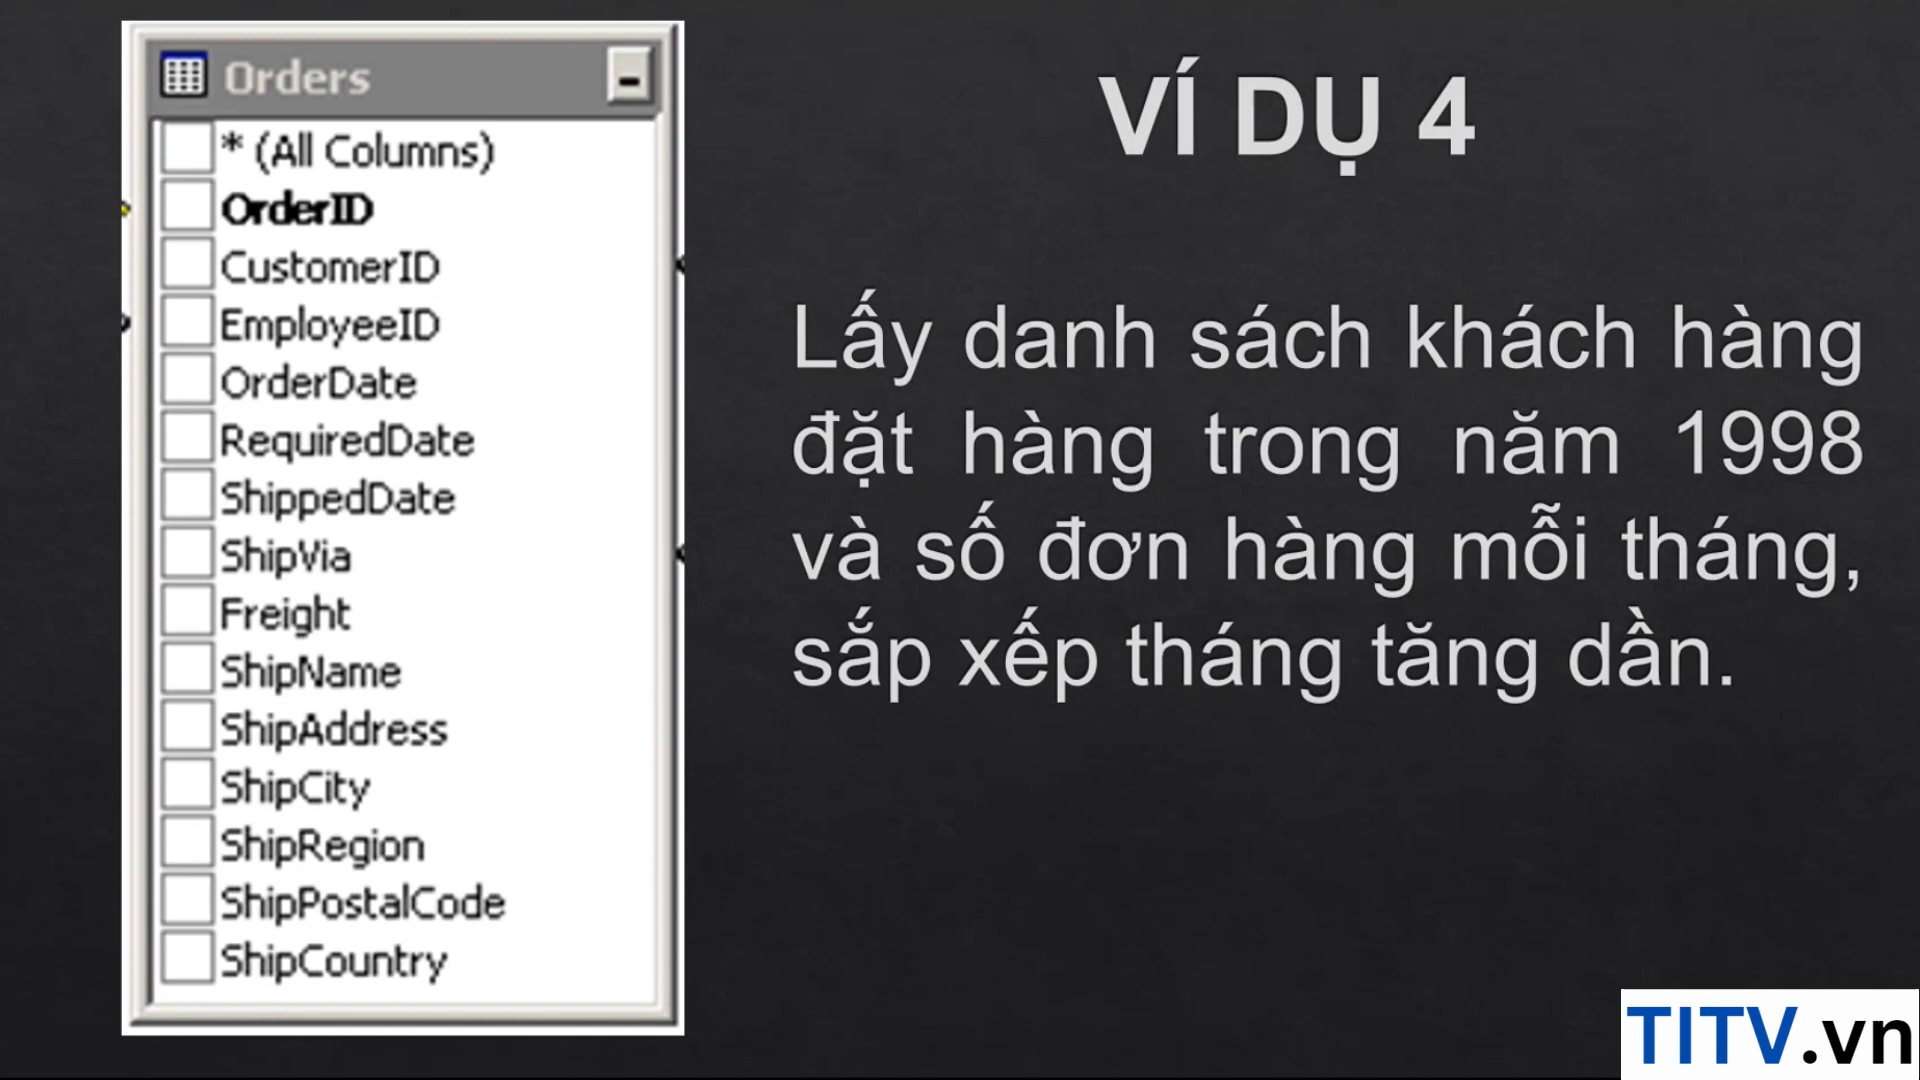 Orders
* (All Columns)
OrderID
CustomerID
EmployeeID
OrderDate
RequiredDate
ShippedDate
ShipVia
Freight
ShipName
ShipAddress
ShipCity
ShipRegion
ShipPostalCode
ShipCountry
VÍ DỤ 4
Lấy danh sách khách hàng
đặt hàng trong năm 1998
và số đơn hàng mỗi tháng,
sắp xếp tháng tăng dần.
TITV.vn